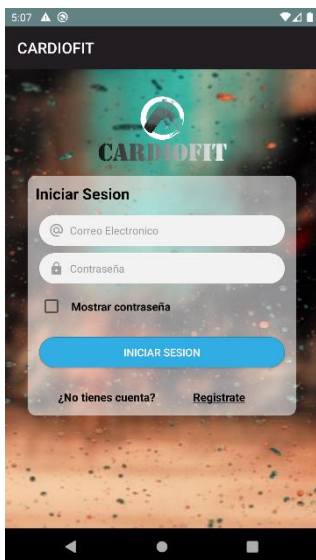 5:07
CARDIOFIT
CARDIOFIT
Iniciar Sesion
@ Correo Electronico
Contraseña
Mostrar contraseña
INICIAR SESION
¿No tienes cuenta? Registrate